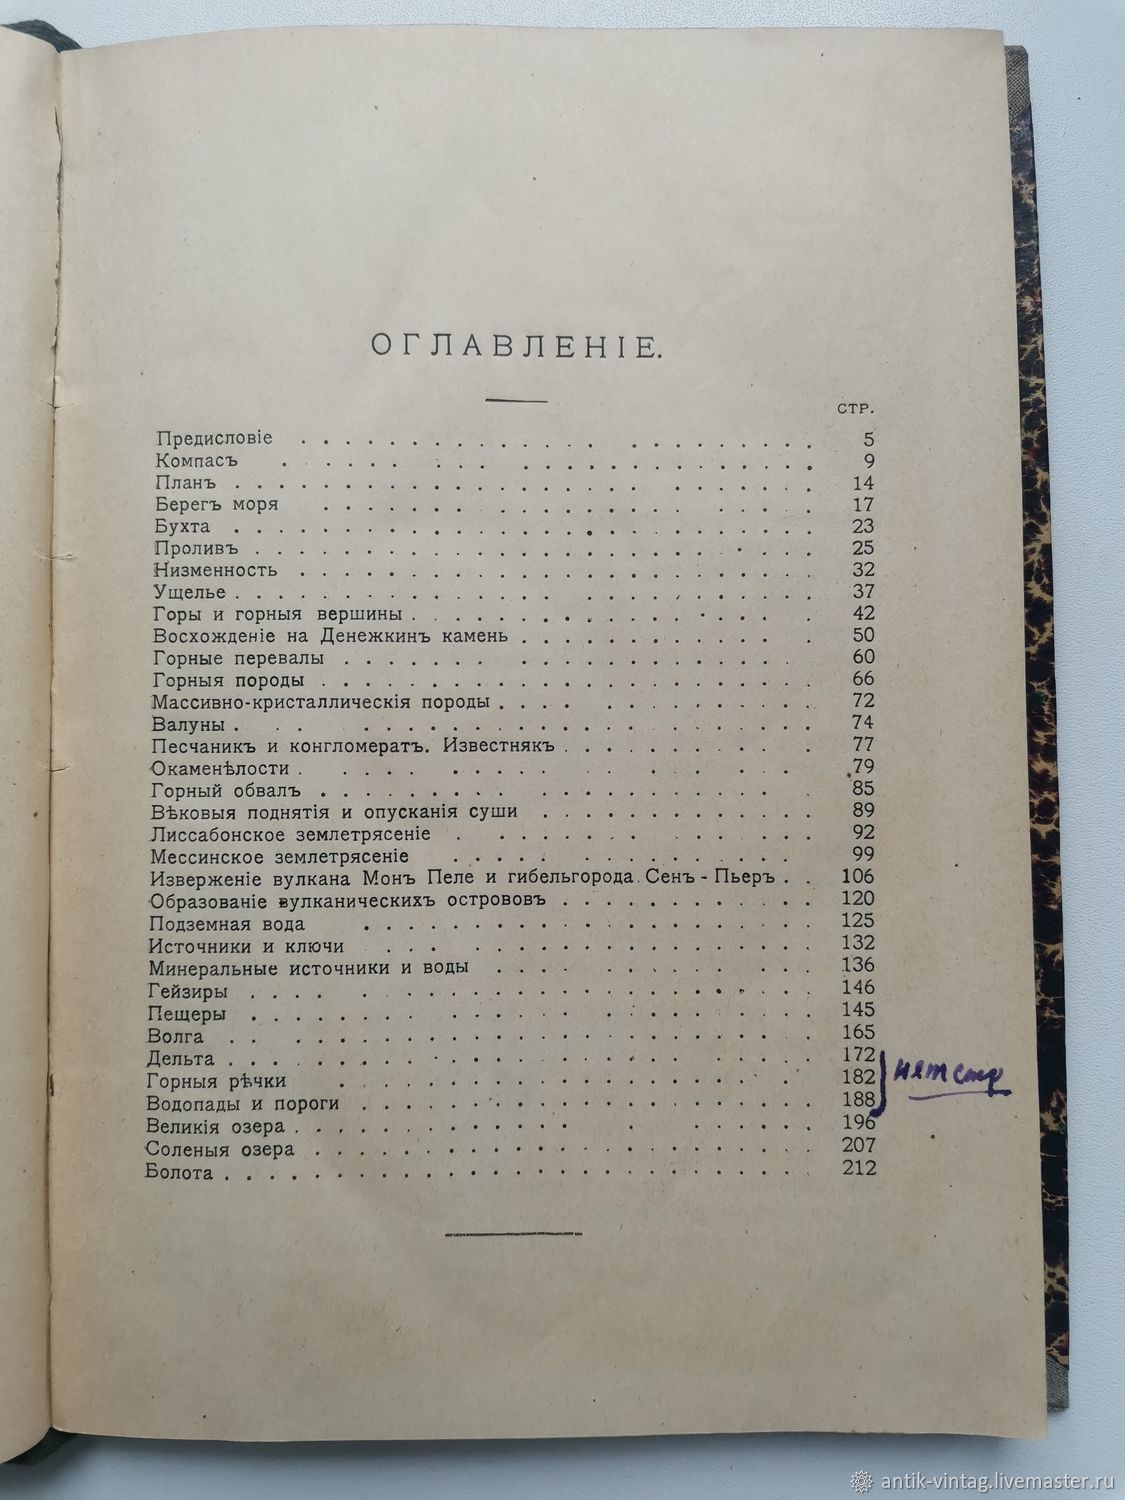 ОГЛАВЛЕНІЕ.
СТР.
Предисловіе 5
Компасъ 9
Планъ 14
Берегъ моря 17
Бухта 23
Проливъ 25
Низменность 32
Ущелье 37
Горы и горныя вершины 42
Восхожденіе на Денежкинъ камень 50
Горные перевалы 60
Горныя породы 66
Массивно-кристаллическія породы 72
Валуны 74
Песчаникъ и конгломератъ. Известнякъ 77
Окаменѣлости 79
Горный обвалъ 85
Вѣковыя поднятія и опусканія суши 89
Лиссабонское землетрясеніе 92
Мессинское землетрясеніе 99
Изверженіе вулкана Монъ Пеле и гибельгорода Сенъ-Пьеръ 106
Образованіе вулканическихъ острововъ 120
Подземная вода 125
Источники и ключи 132
Минеральные источники и воды 136
Гейзиры 146
Пещеры 145
Волга 165
Дельта 172
Горныя рѣчки 182 нет стр
Водопады и пороги 188
Великія озера 196
Соленыя озера 207
Болота 212
antik-vintag.livemaster.ru